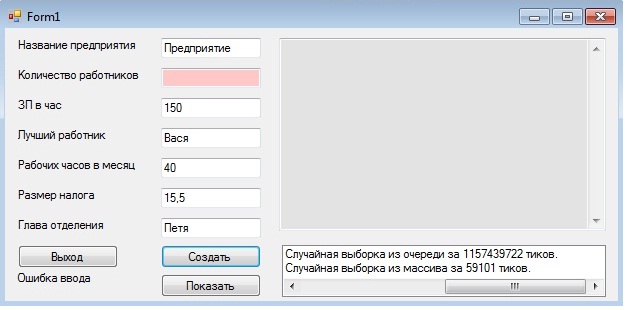 Form1
Название предприятия Предприятие
Количество работников
ЗП в час 150
Лучший работник Вася
Рабочих часов в месяц 40
Размер налога 15,5
Глава отделения Петя
Выход Создать
Ошибка ввода Показать
Случайная выборка из очереди за 1157439722 тиков.
Случайная выборка из массива за 59101 тиков.